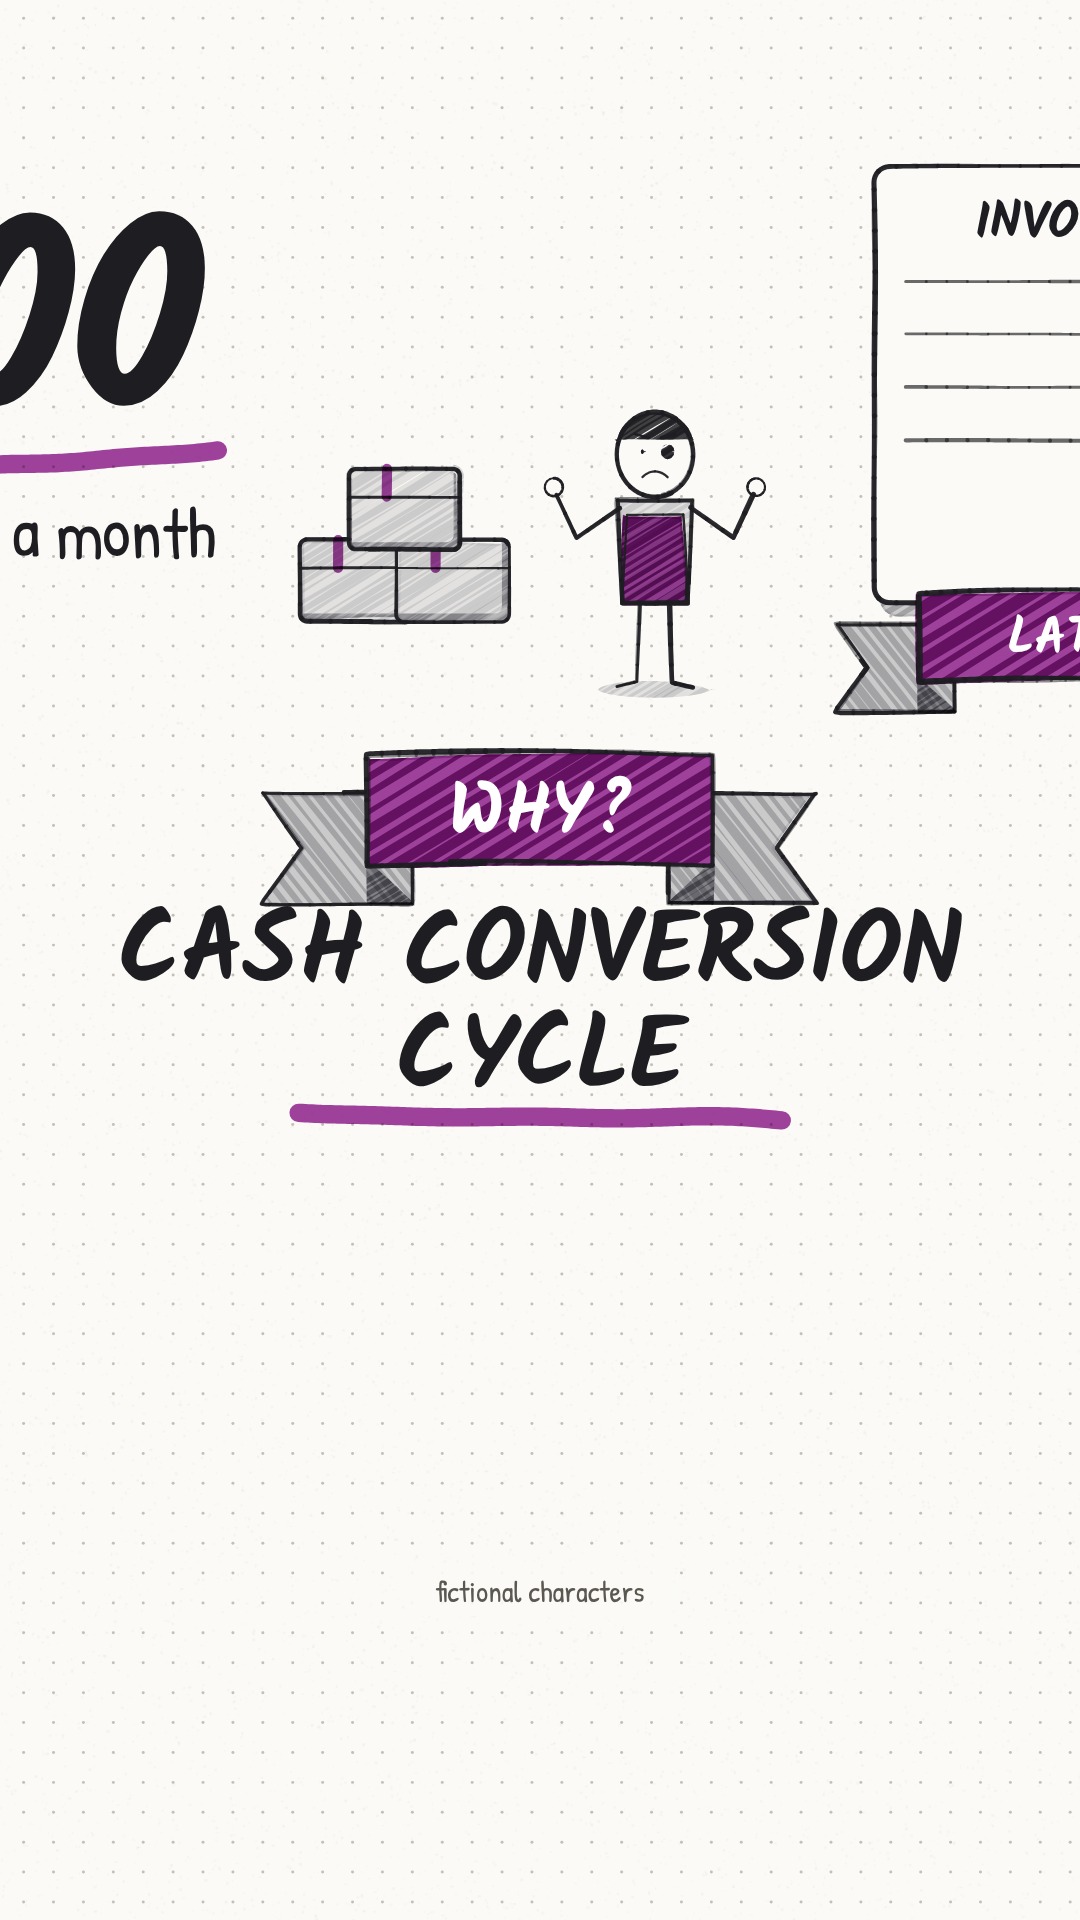 00
a month
INVO
LAT
WHY?
CASH CONVERSION
CYCLE
fictional characters